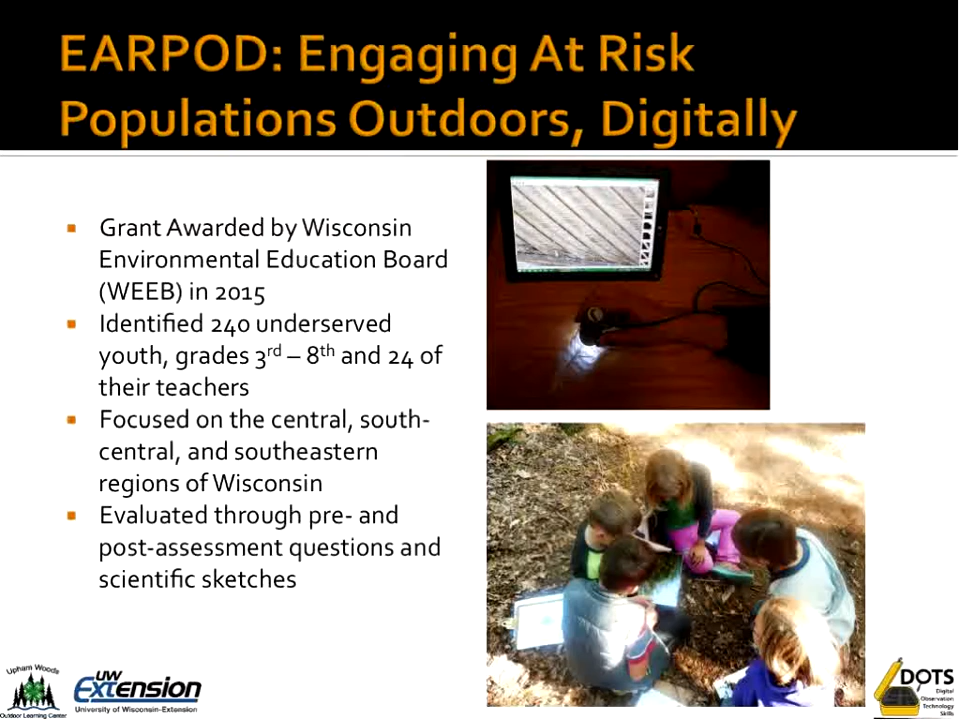 EARPOD: Engaging At Risk
Populations Outdoors, Digitally
Grant Awarded by Wisconsin
Environmental Education Board
(WEEB) in 2015
Identified 240 underserved
youth, grades 3rd – 8th and 24 of
their teachers
Focused on the central, south-
central, and southeastern
regions of Wisconsin
Evaluated through pre- and
post-assessment questions and
scientific sketches
Upham Woods
Outdoor Learning Center
UW
Extension
University of Wisconsin-Extension
DOTS
Digital
Observation
Technology
Skills